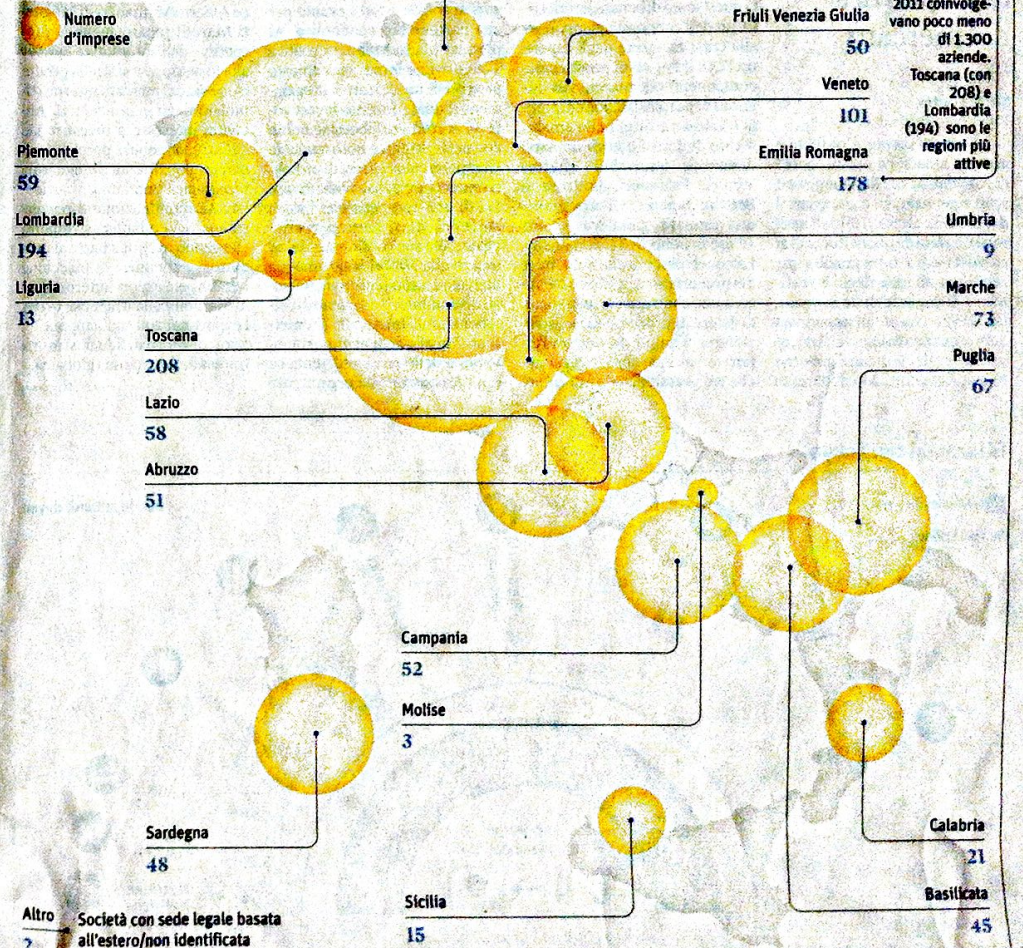 Numero
d'imprese
2011 coinvolge-
vano poco meno
di 1.300
aziende.
Toscana (con
208) e
Lombardia
(194) sono le
regioni più
attive
Friuli Venezia Giulia
50
Veneto
101
Emilia Romagna
178
Piemonte
59
Lombardia
194
Liguria
13
Umbria
9
Marche
73
Toscana
208
Puglia
67
Lazio
58
Abruzzo
51
Campania
52
Molise
3
Sardegna
48
Calabria
21
Sicilia
15
Basilicata
45
Altro
2
Società con sede legale basata
all'estero/non identificata